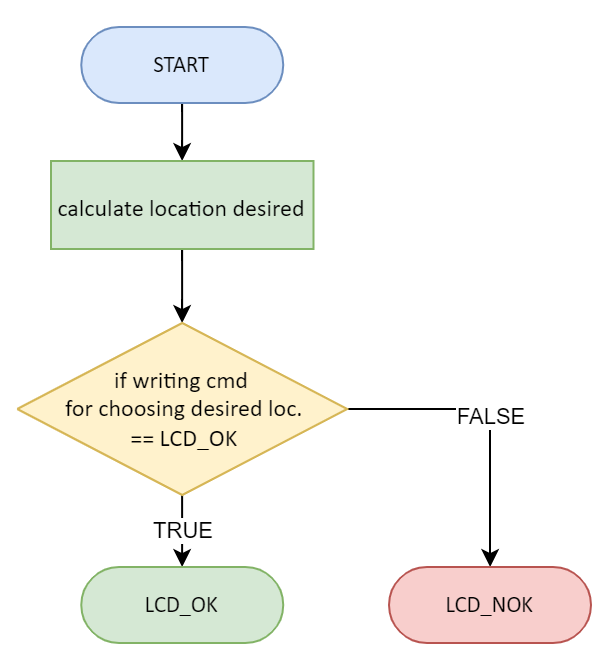 START
calculate location desired
if writing cmd
for choosing desired loc.
== LCD_OK
FALSE
TRUE
LCD_OK
LCD_NOK